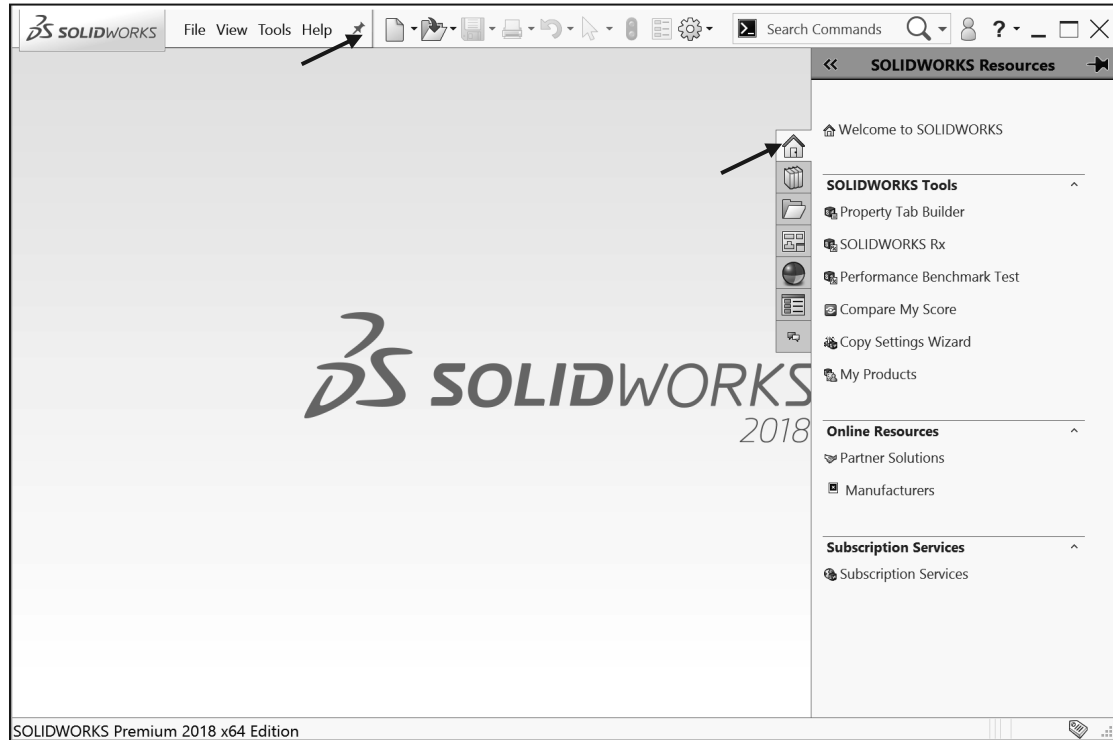 SOLIDWORKS File View Tools Help Search Commands ?
SOLIDWORKS Resources
Welcome to SOLIDWORKS
SOLIDWORKS Tools
Property Tab Builder
SOLIDWORKS Rx
Performance Benchmark Test
Compare My Score
Copy Settings Wizard
My Products
SOLIDWORKS
2018
Online Resources
Partner Solutions
Manufacturers
Subscription Services
Subscription Services
SOLIDWORKS Premium 2018 x64 Edition